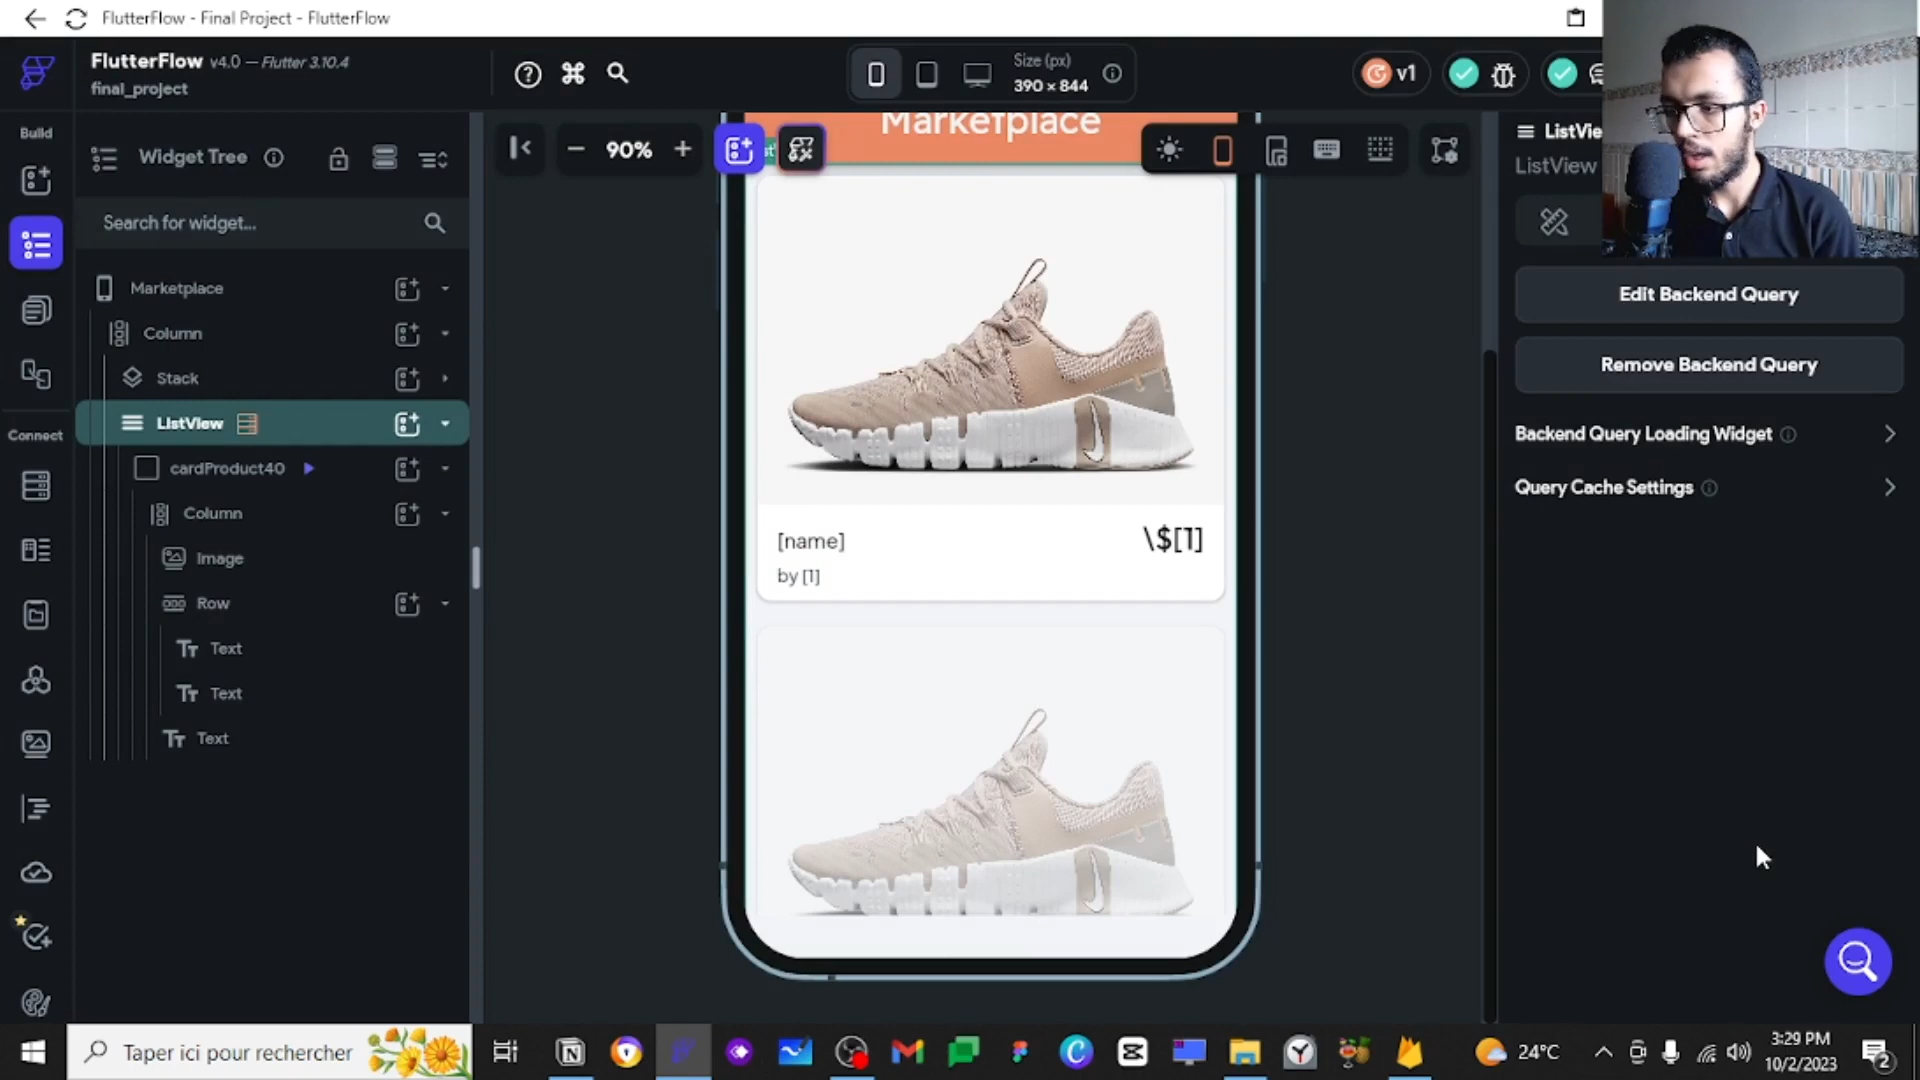 FlutterFlow - Final Project - FlutterFlow
FlutterFlow v4.0 – Flutter 3.10.4
final_project
Size (px)
390 × 844
v1
Build
Widget Tree
90%
Marketplace
ListVie
ListView
Search for widget...
Edit Backend Query
Remove Backend Query
Backend Query Loading Widget
Query Cache Settings
Marketplace
Column
Stack
Connect
ListView
cardProduct40
Column
Image
Row
Text
Text
Text
[name]
\$[1]
by [1]
Taper ici pour rechercher
24°C
3:29 PM
10/2/2023
2